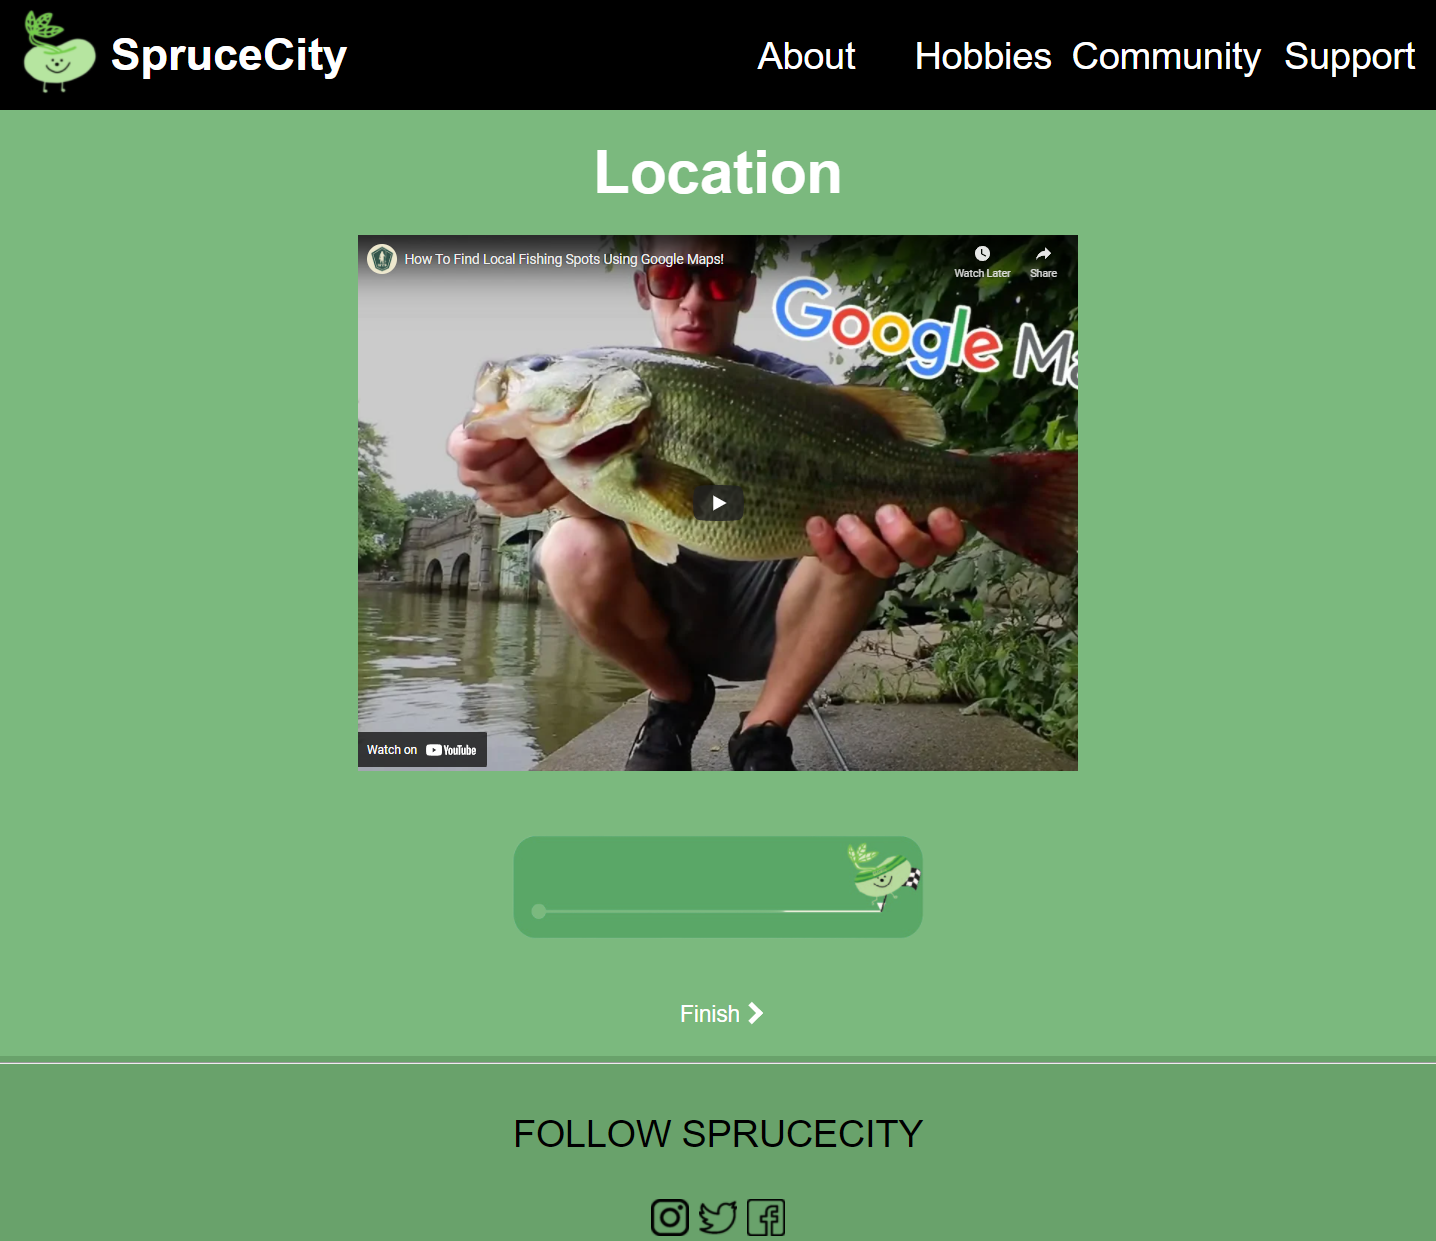 SpruceCity
About
Hobbies
Community
Support
Location
How To Find Local Fishing Spots Using Google Maps!
Watch Later
Share
Google Ma
Watch on YouTube
Finish
FOLLOW SPRUCECITY